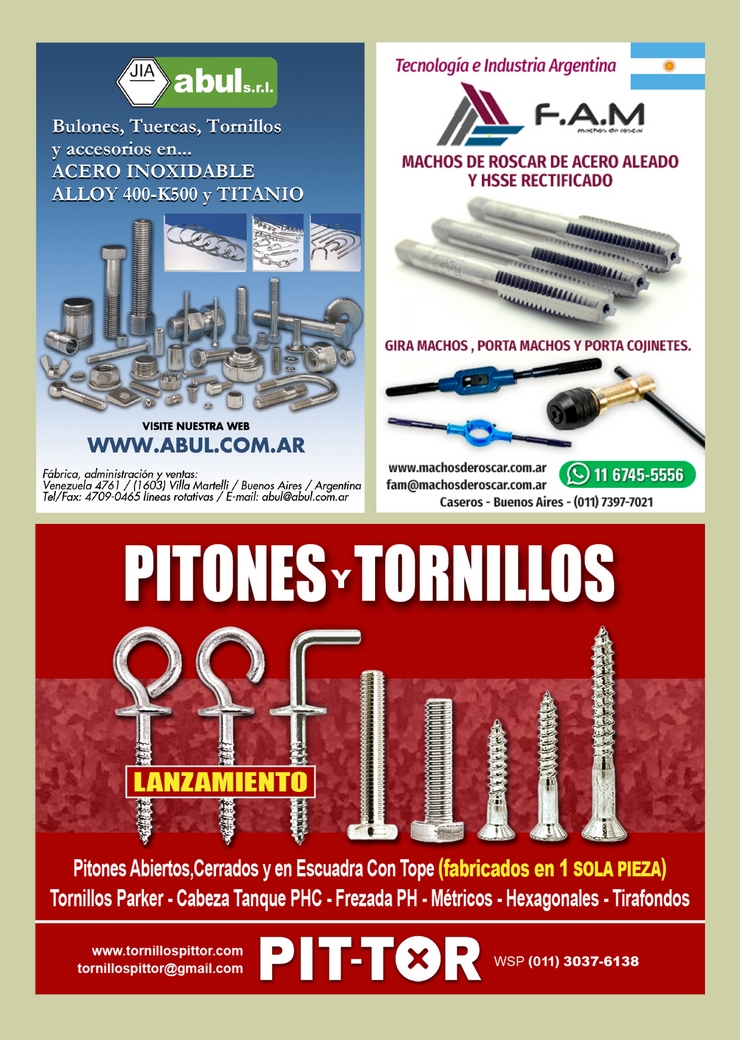 JIA
abul s.r.l.
Bulones, Tuercas, Tornillos
y accesorios en...
ACERO INOXIDABLE
ALLOY 400-K500 y TITANIO
VISITE NUESTRA WEB
WWW.ABUL.COM.AR
Fábrica, administración y ventas:
Venezuela 4761 / (1603) Villa Martelli / Buenos Aires / Argentina
Tel/Fax: 4709-0465 líneas rotativas / E-mail: abul@abul.com.ar
Tecnología e Industria Argentina
F.A.M
machos de roscar
MACHOS DE ROSCAR DE ACERO ALEADO
Y HSSE RECTIFICADO
GIRA MACHOS , PORTA MACHOS Y PORTA COJINETES.
www.machosderoscar.com.ar
fam@machosderoscar.com.ar
11 6745-5556
Caseros - Buenos Aires - (011) 7397-7021
PITONES Y TORNILLOS
LANZAMIENTO
Pitones Abiertos,Cerrados y en Escuadra Con Tope (fabricados en 1 SOLA PIEZA)
Tornillos Parker - Cabeza Tanque PHC - Frezada PH - Métricos - Hexagonales - Tirafondos
www.tornillospittor.com
tornillospittor@gmail.com
PIT-TOR
WSP (011) 3037-6138